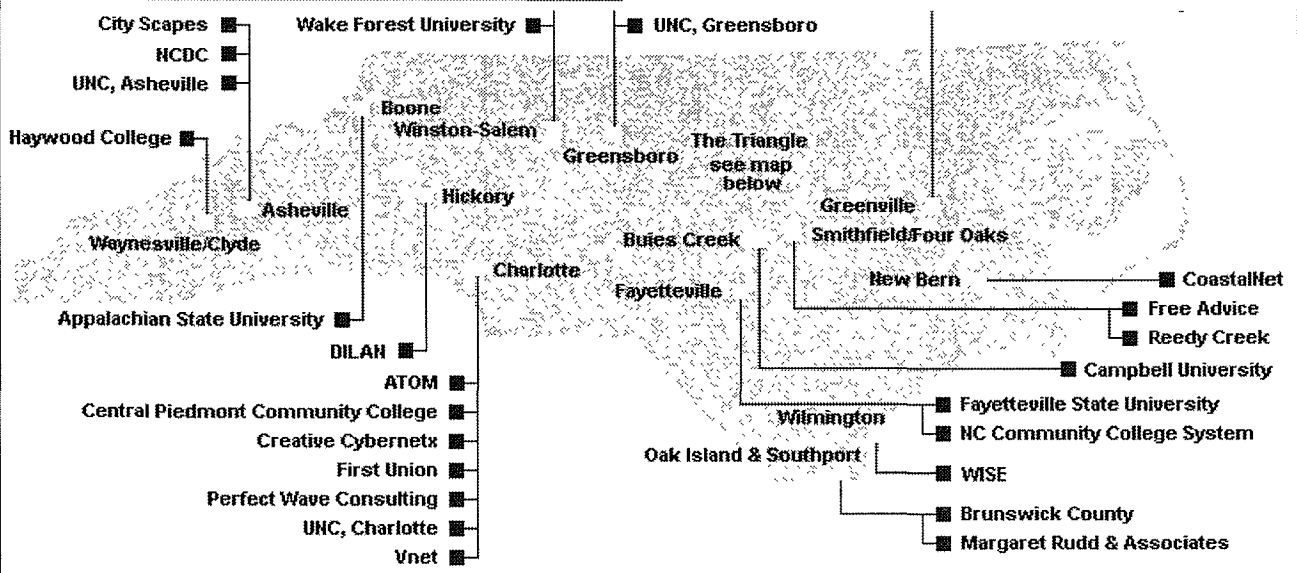 City Scapes
Wake Forest University
UNC, Greensboro
NCDC
UNC, Asheville
Boone
Winston-Salem
Haywood College
Greensboro
The Triangle
see map
below
Hickory
Asheville
Greenville
Waynesville/Clyde
Buies Creek
Smithfield/Four Oaks
Charlotte
New Bern
CoastalNet
Fayetteville
Free Advice
Appalachian State University
Reedy Creek
DILAN
Campbell University
ATOM
Central Piedmont Community College
Fayetteville State University
Wilmington
Creative Cybernetx
NC Community College System
Oak Island & Southport
First Union
WISE
Perfect Wave Consulting
Brunswick County
UNC, Charlotte
Margaret Rudd & Associates
Vnet